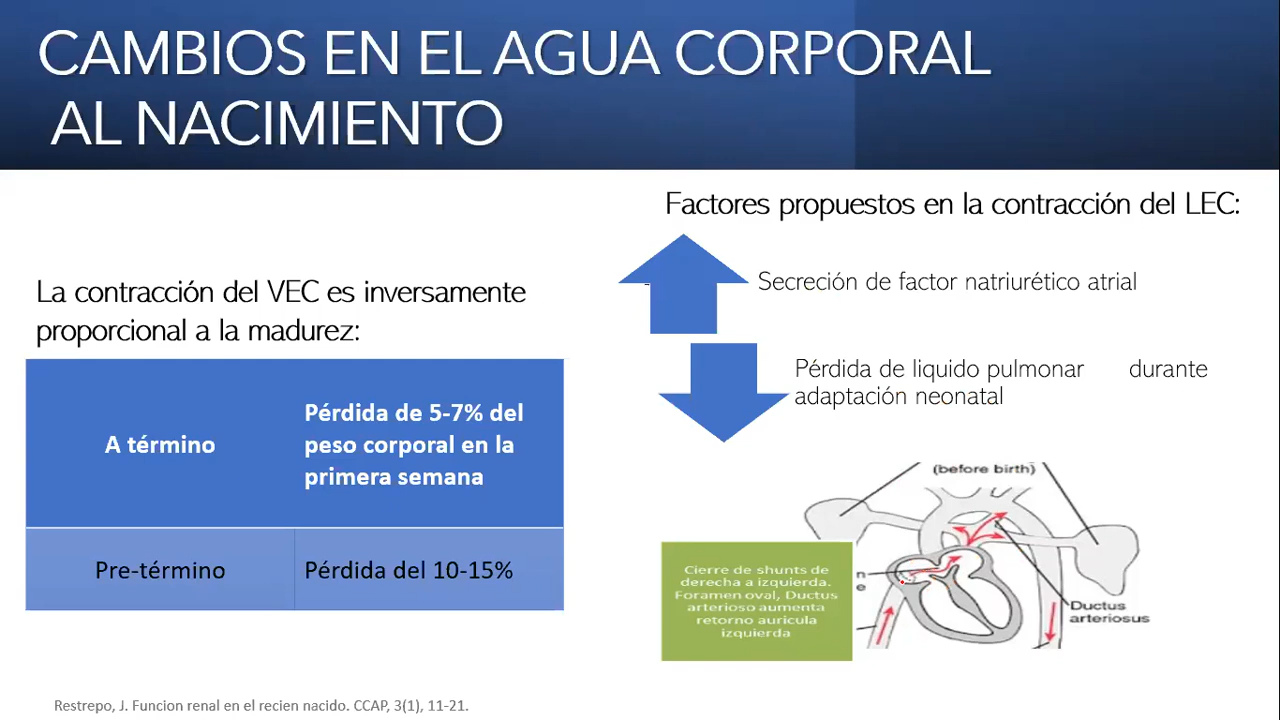 CAMBIOS EN EL AGUA CORPORAL
AL NACIMIENTO
La contracción del VEC es inversamente
proporcional a la madurez:
A término
Pérdida de 5-7% del
peso corporal en la
primera semana
Pre-término
Pérdida del 10-15%
Factores propuestos en la contracción del LEC:
Secreción de factor natriurético atrial
Pérdida de liquido pulmonar durante
adaptación neonatal
Cierre de shunts de
derecha a izquierda.
Foramen oval, Ductus
arterioso aumenta
retorno auricula
izquierda
(before birth)
n
e
Ductus
arteriosus
Restrepo, J. Funcion renal en el recien nacido. CCAP, 3(1), 11-21.